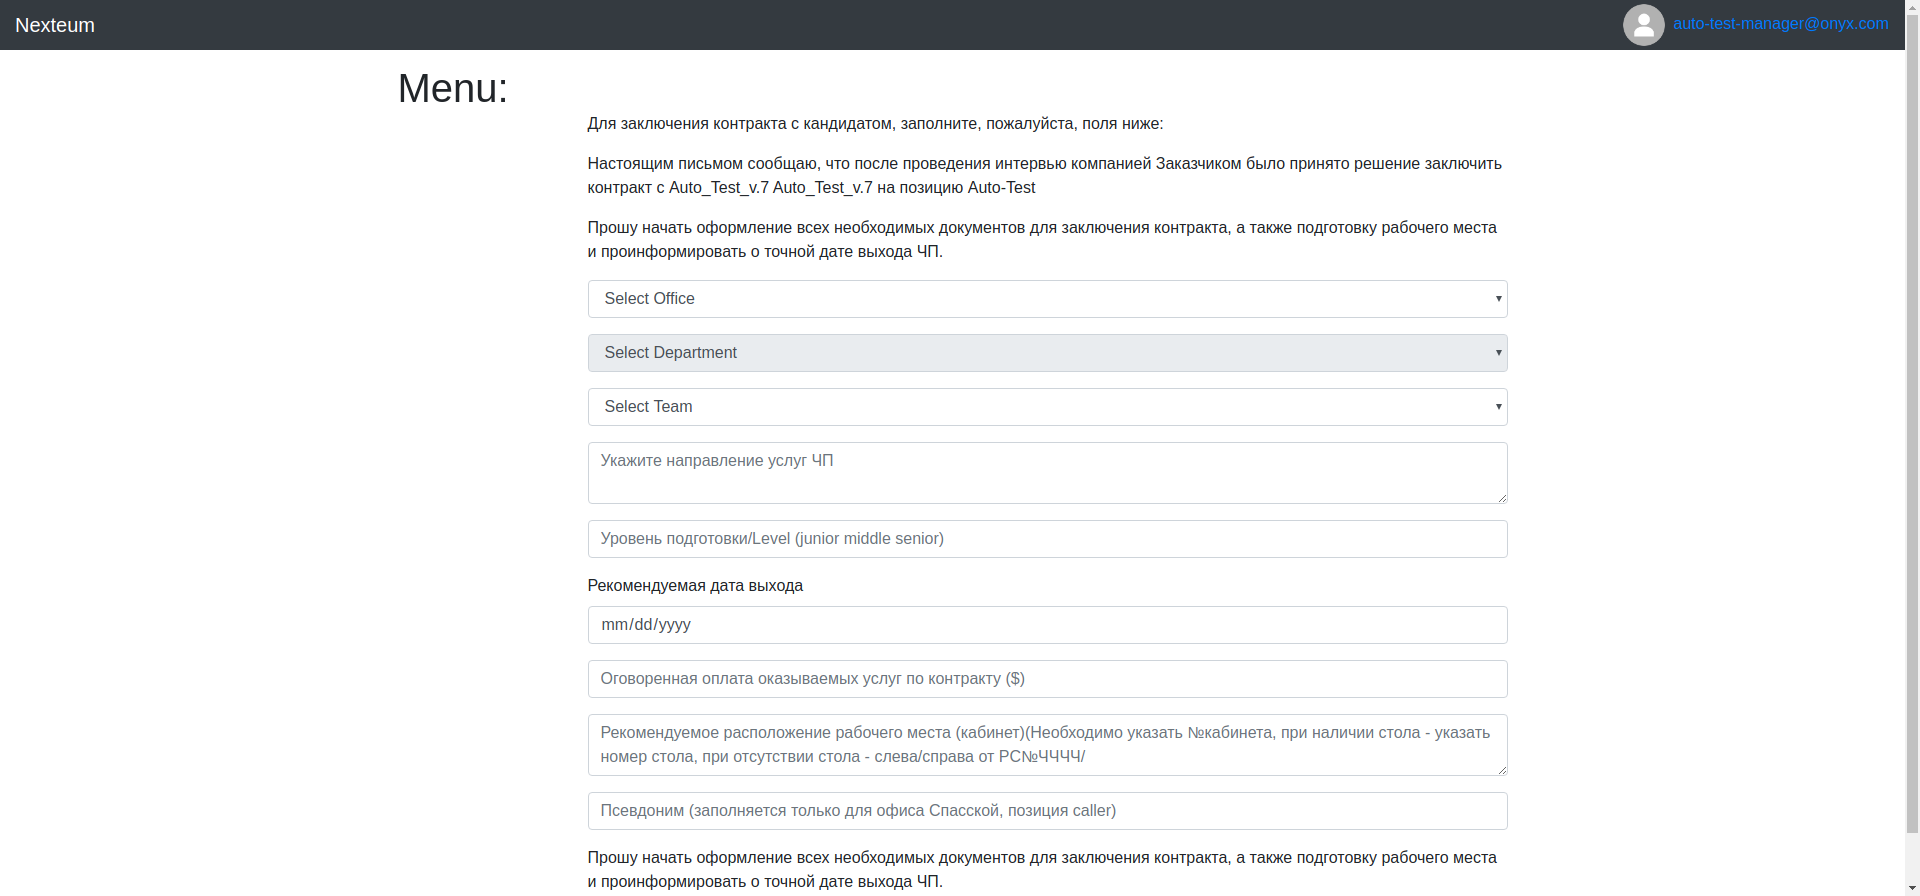 Nexteum
auto-test-manager@onyx.com
Menu:
Для заключения контракта с кандидатом, заполните, пожалуйста, поля ниже:
Настоящим письмом сообщаю, что после проведения интервью компанией Заказчиком было принято решение заключить
контракт с Auto_Test_v.7 Auto_Test_v.7 на позицию Auto-Test
Прошу начать оформление всех необходимых документов для заключения контракта, а также подготовку рабочего места
и проинформировать о точной дате выхода ЧП.
Select Office
Select Department
Select Team
Укажите направление услуг ЧП
Уровень подготовки/Level (junior middle senior)
Рекомендуемая дата выхода
mm/dd/yyyy
Оговоренная оплата оказываемых услуг по контракту ($)
Рекомендуемое расположение рабочего места (кабинет)(Необходимо указать №кабинета, при наличии стола - указать
номер стола, при отсутствии стола - слева/справа от РС№ЧЧЧЧ/
Псевдоним (заполняется только для офиса Спасской, позиция caller)
Прошу начать оформление всех необходимых документов для заключения контракта, а также подготовку рабочего места
и проинформировать о точной дате выхода ЧП.